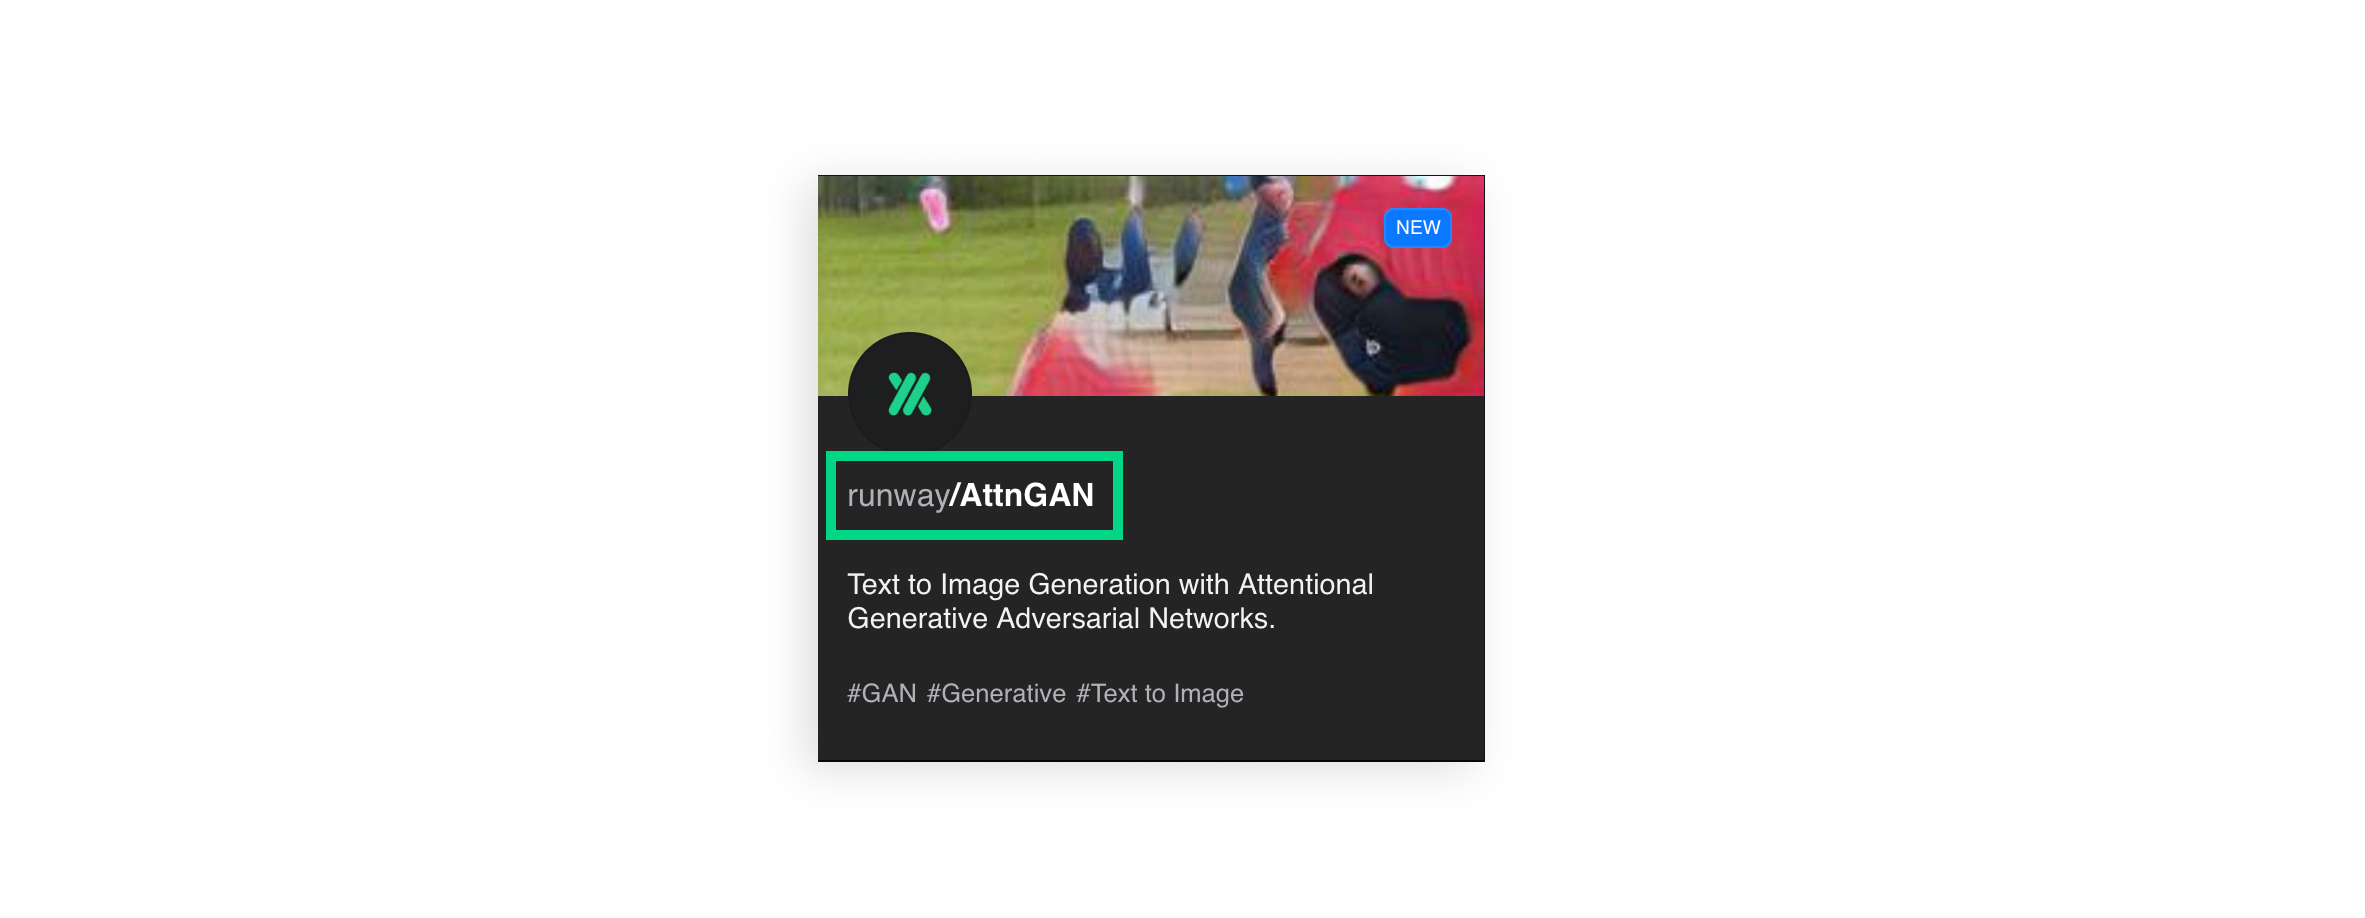 NEW
runway/AttnGAN
Text to Image Generation with Attentional
Generative Adversarial Networks.
#GAN #Generative #Text to Image